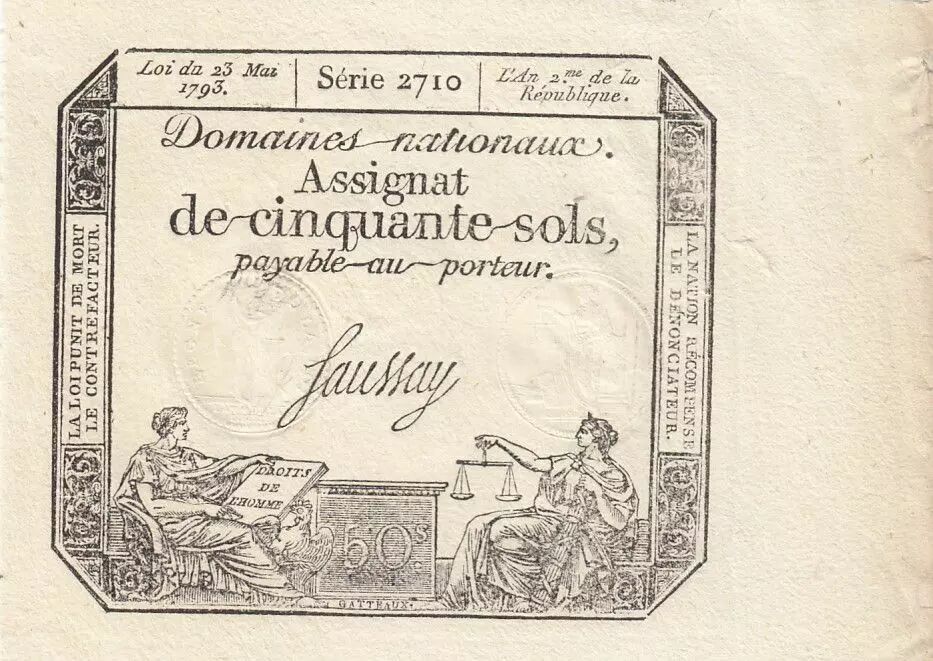 Loi du 23 Mai
1793.
Série 2710
L'An 2.me de la
République.
Domaines nationaux.
Assignat
de cinquante sols,
payable au porteur.
LA LOI PUNIT DE MORT
LE CONTREFACTEUR.
LA NATION RÉCOMPENSE
LE DÉNONCIATEUR.
Saussay
DROITS
DE
L'HOMME
50s.
GATTEAUX.